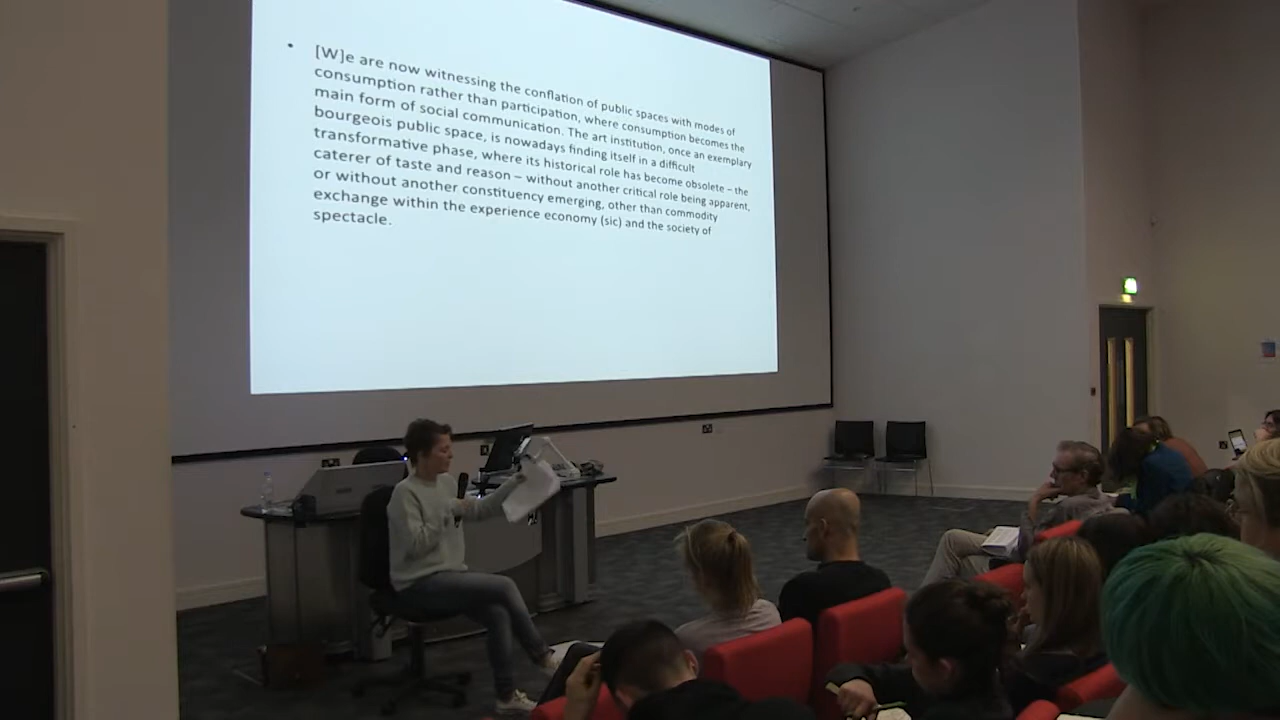 • [W]e are now witnessing the conflation of public spaces with modes of
consumption rather than participation, where consumption becomes the
main form of social communication. The art institution, once an exemplary
bourgeois public space, is nowadays finding itself in a difficult
transformative phase, where its historical role has become obsolete – the
caterer of taste and reason – without another critical role being apparent,
or without another constituency emerging, other than commodity
exchange within the experience economy (sic) and the society of
spectacle.